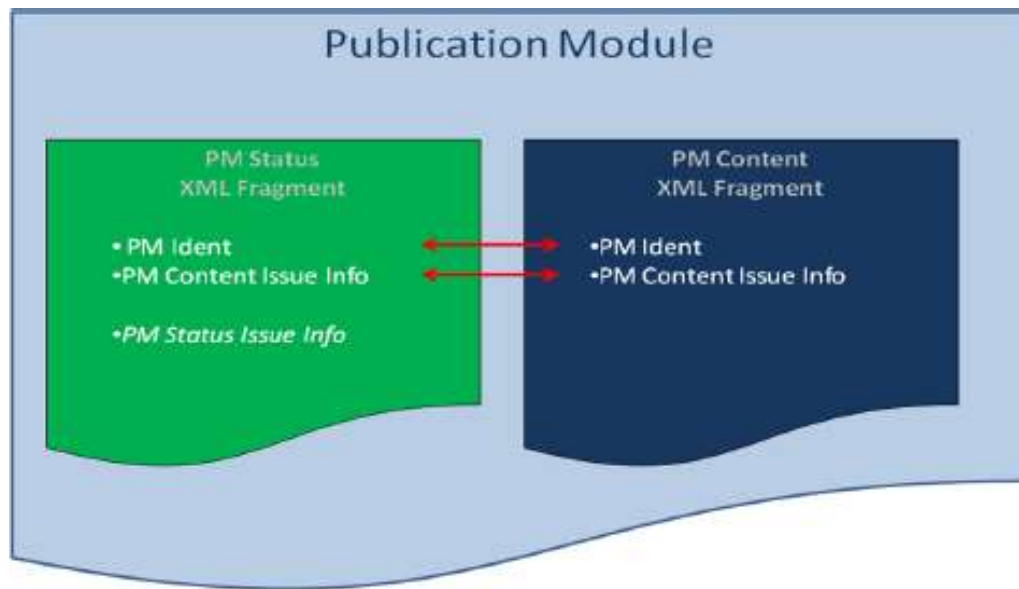 Publication Module
PM Status
XML Fragment
• PM Ident
•PM Content Issue Info
•PM Status Issue Info
PM Content
XML Fragment
•PM Ident
•PM Content Issue Info